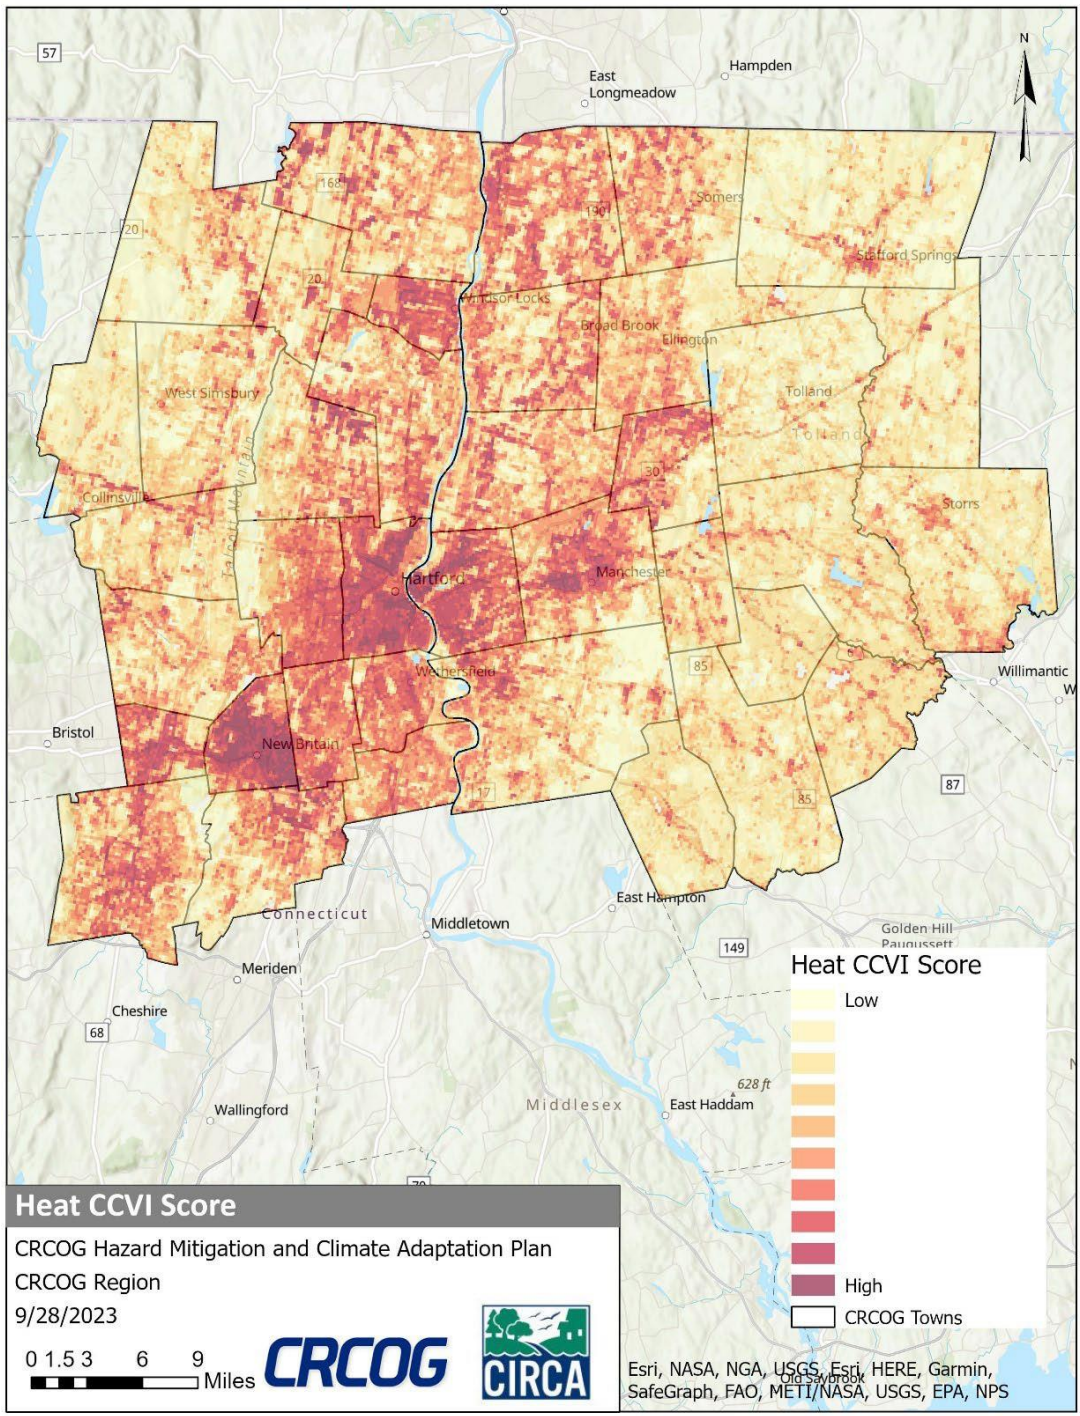 57
East
Longmeadow
Hampden
N
168
190
Somers
20
Stafford Springs
20
Windsor Locks
Broad Brook
Ellington
West Simsbury
Tolland
Tolland
Talcott Mountain
30
Collinsville
Storrs
Hartford
Manchester
Wethersfield
85
6
Willimantic
W
Bristol
New Britain
17
85
87
East Hampton
Connecticut
Middletown
149
Golden Hill
Paugussett
Meriden
Cheshire
68
Wallingford
628 ft
Middlesex
East Haddam
Heat CCVI Score
Low
High
CRCOG Towns
Heat CCVI Score
CRCOG Hazard Mitigation and Climate Adaptation Plan
CRCOG Region
9/28/2023
0 1.5 3 6 9
Miles
CRCOG
CIRCA
Old Saybrook
Esri, NASA, NGA, USGS, Esri, HERE, Garmin,
SafeGraph, FAO, METI/NASA, USGS, EPA, NPS